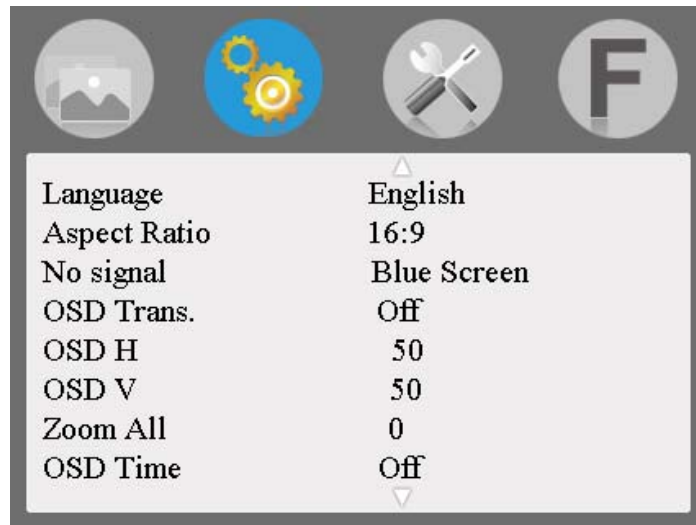 F
Language English
Aspect Ratio 16:9
No signal Blue Screen
OSD Trans. Off
OSD H 50
OSD V 50
Zoom All 0
OSD Time Off